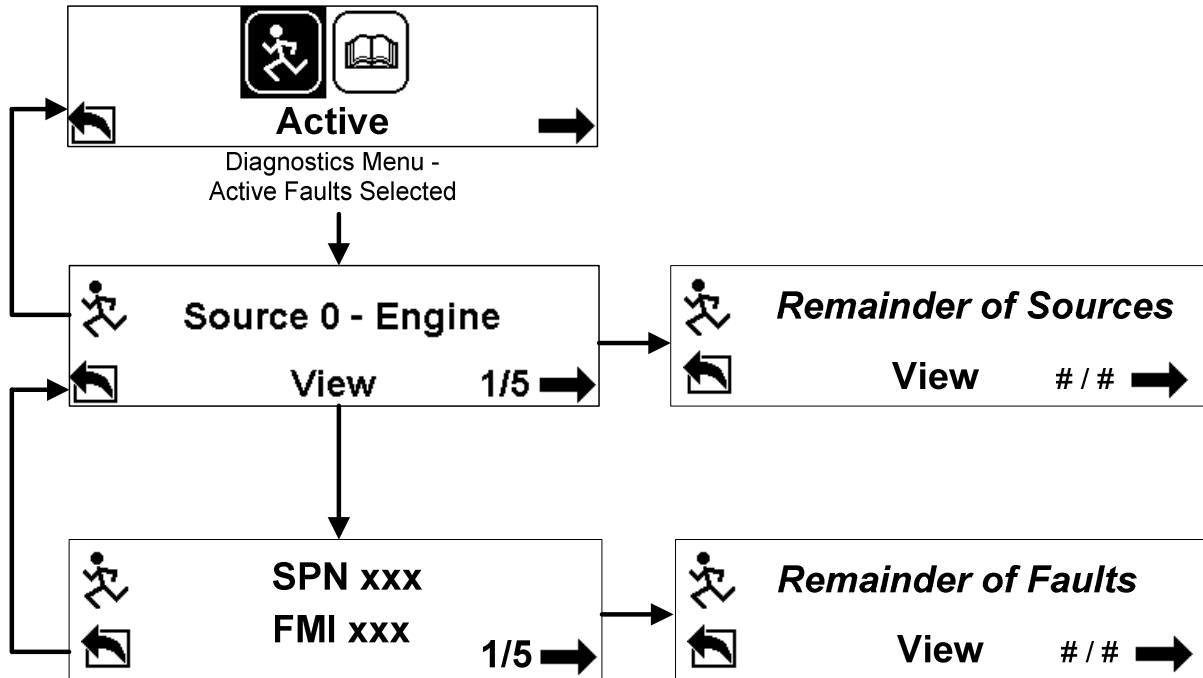 Active
Diagnostics Menu -
Active Faults Selected
Source 0 - Engine
View 1/5
Remainder of Sources
View # / #
SPN xxx
FMI xxx
1/5
Remainder of Faults
View # / #